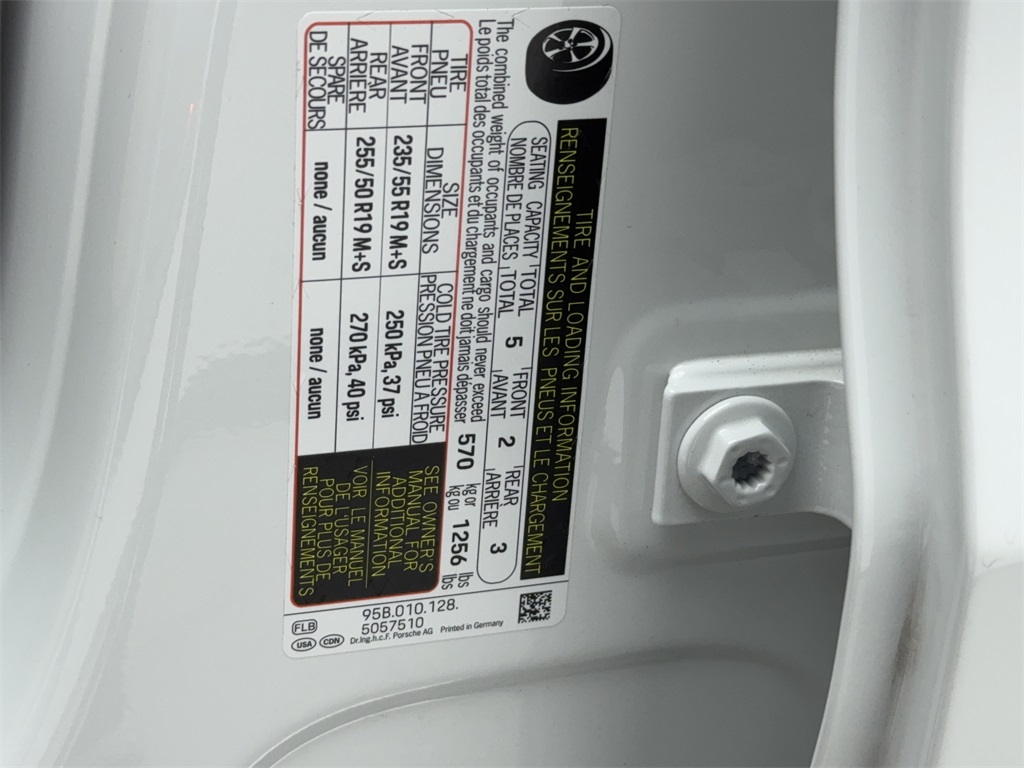 TIRE AND LOADING INFORMATION
RENSEIGNEMENTS SUR LES PNEUS ET LE CHARGEMENT
SEATING CAPACITY TOTAL 5 FRONT 2 REAR 3
NOMBRE DE PLACES TOTAL AVANT ARRIERE
The combined weight of occupants and cargo should never exceed 570 kg or 1256 lbs
Le poids total des occupants et du chargement ne doit jamais dépasser kg ou lbs
TIRE SIZE COLD TIRE PRESSURE
PNEU DIMENSIONS PRESSION PNEU À FROID
FRONT 235/55 R19 M+S 250 kPa, 37 psi
AVANT
REAR 255/50 R19 M+S 270 kPa, 40 psi
ARRIERE
SPARE none / aucun none / aucun
DE SECOURS
SEE OWNER'S
MANUAL FOR
ADDITIONAL
INFORMATION
VOIR LE MANUEL
DE L'USAGER
POUR PLUS DE
RENSEIGNEMENTS
95B.010.128.
5057510
Dr.Ing.h.c.F. Porsche AG Printed in Germany
FLB
USA CDN